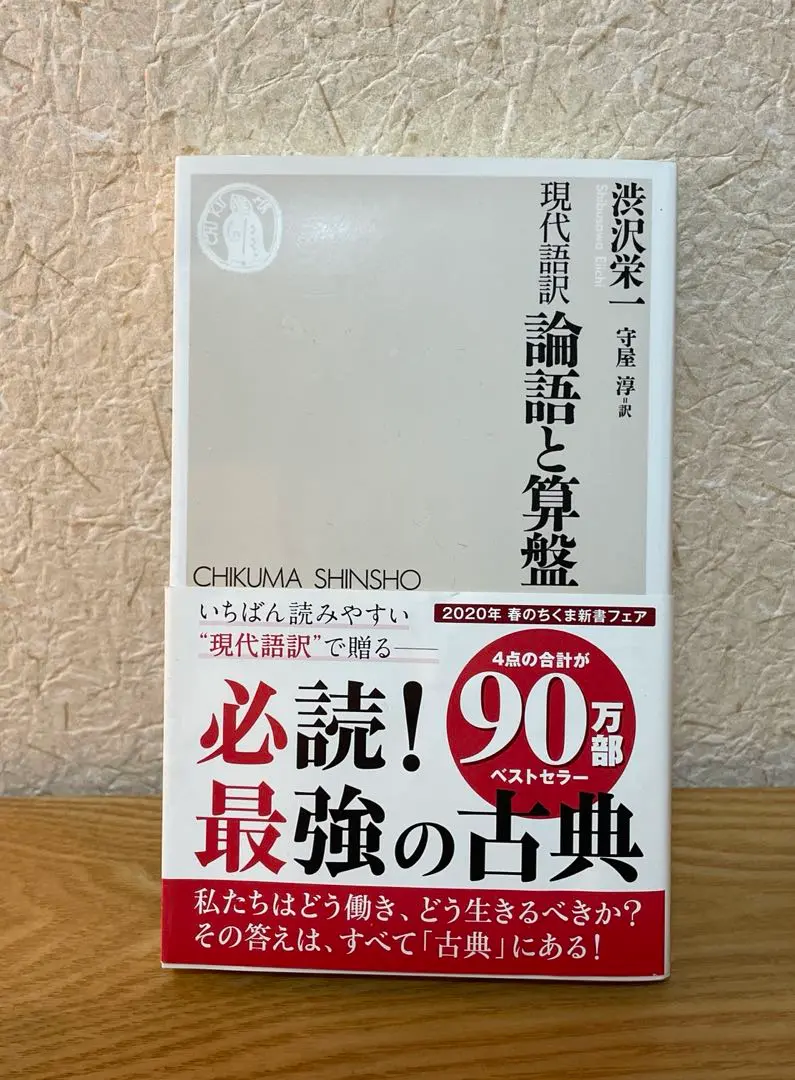 渋沢栄一
Shibusawa Eiichi
守屋 淳=訳
現代語訳
論語と算盤
CHIKUMA
CHIKUMA SHINSHO
いちばん読みやすい
“現代語訳”で贈る──
2020年 春のちくま新書フェア
4点の合計が
90万部
ベストセラー
必読!
最強の古典
私たちはどう働き、どう生きるべきか?
その答えは、すべて「古典」にある!